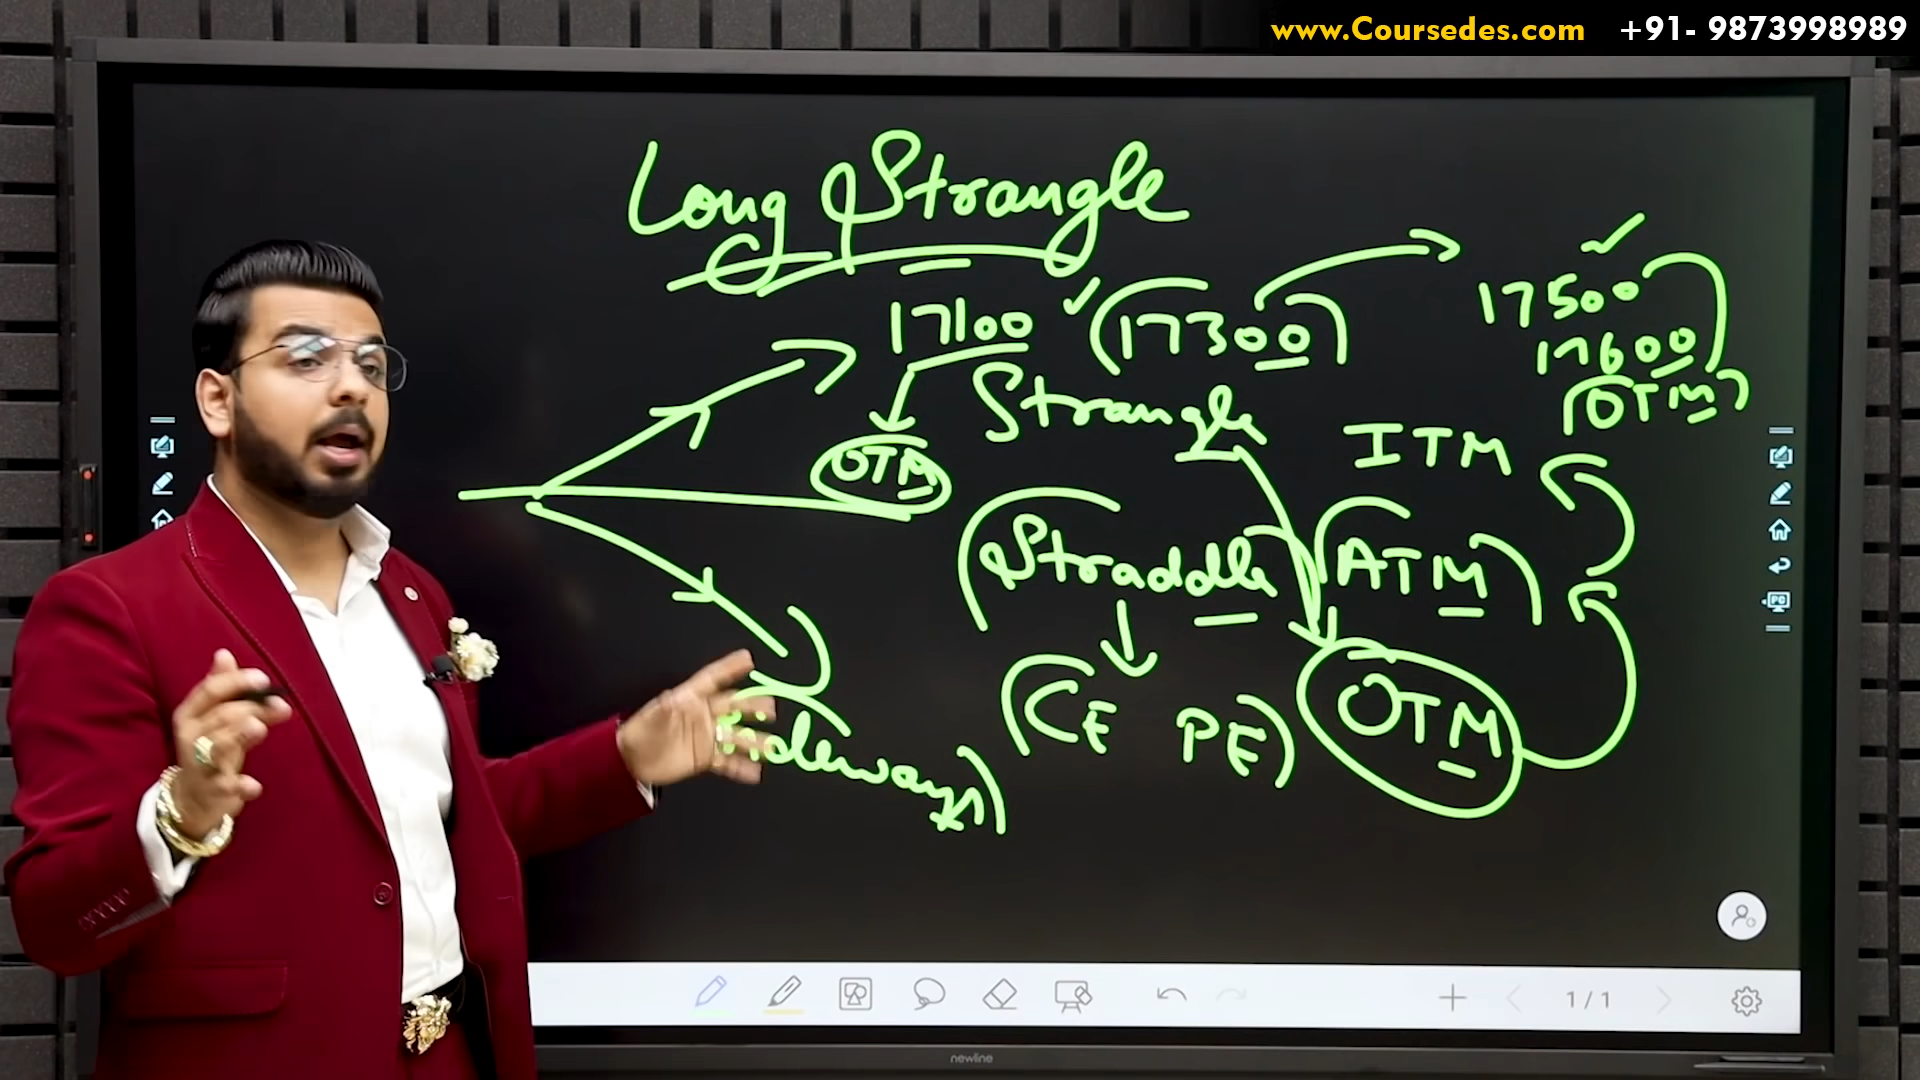 www.Coursedes.com +91- 9873998989
Long Strangle
17100 (17300)
17500
17600
(OTM)
Strangle
OTM
ITM
(Straddle (ATM)
(CE PE)
OTM
Sideways)
1/1
newline